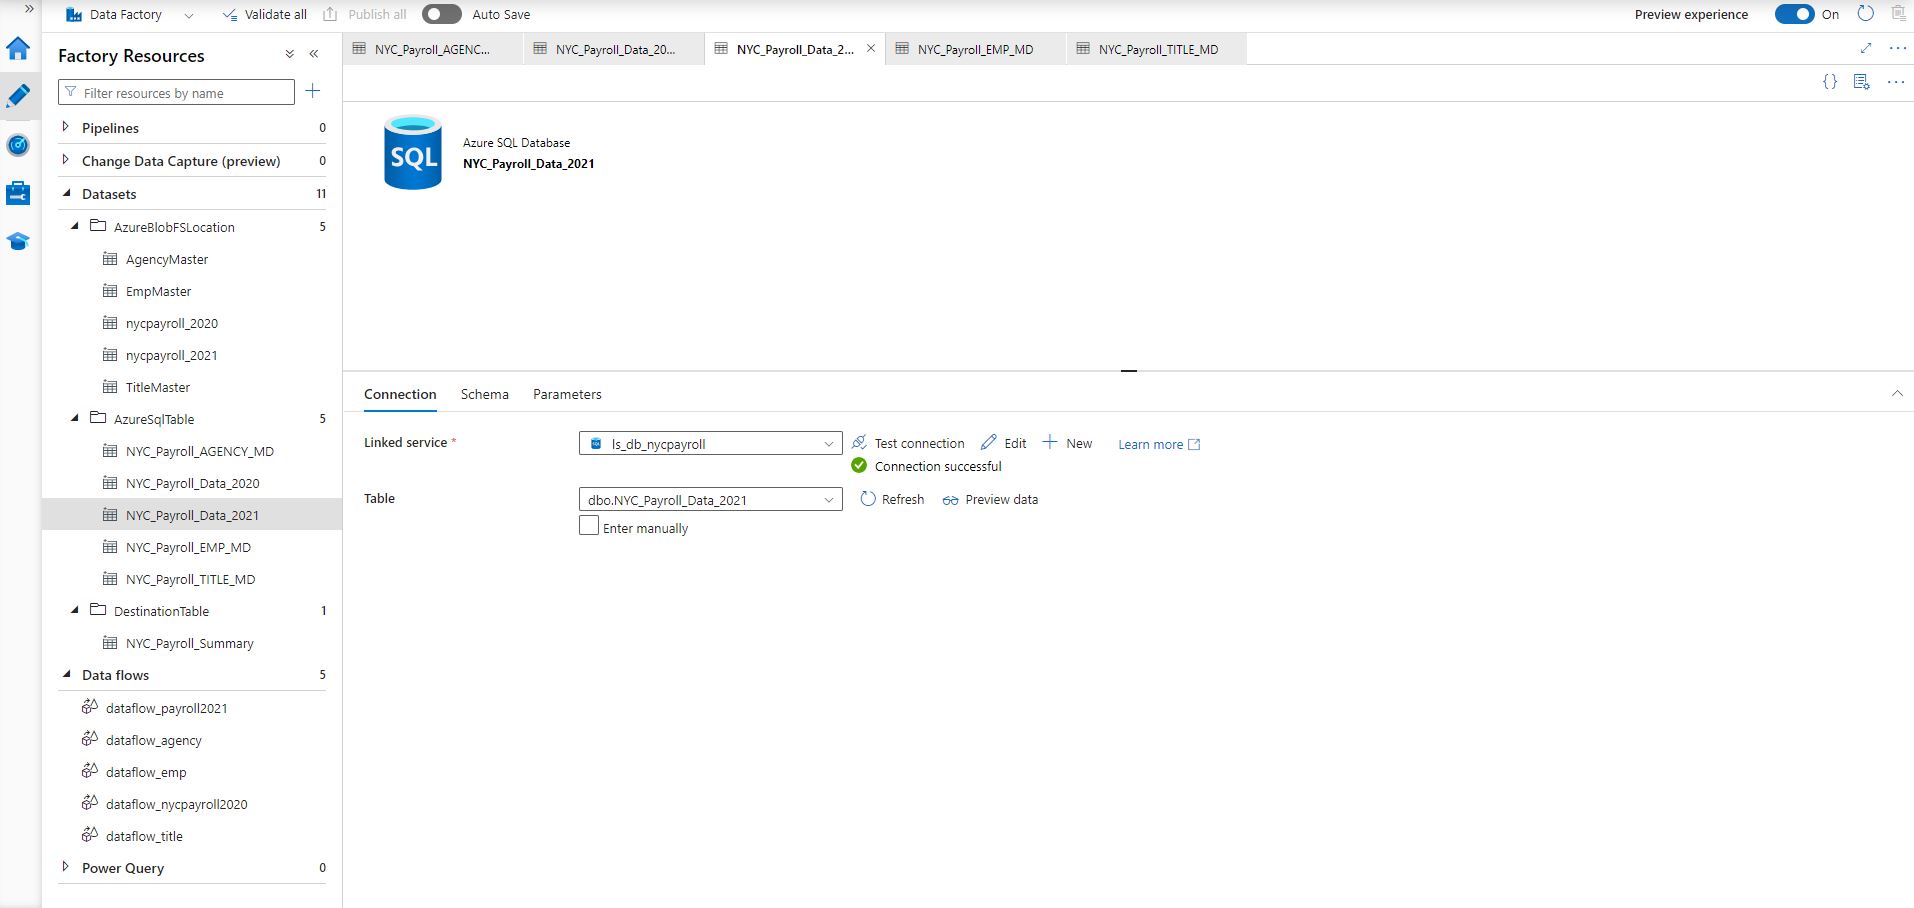 Data Factory
Validate all
Publish all
Auto Save
Preview experience
On
Factory Resources
Filter resources by name
Pipelines 0
Change Data Capture (preview) 0
Datasets 11
AzureBlobFSLocation 5
AgencyMaster
EmpMaster
nycpayroll_2020
nycpayroll_2021
TitleMaster
AzureSqlTable 5
NYC_Payroll_AGENCY_MD
NYC_Payroll_Data_2020
NYC_Payroll_Data_2021
NYC_Payroll_EMP_MD
NYC_Payroll_TITLE_MD
DestinationTable 1
NYC_Payroll_Summary
Data flows 5
dataflow_payroll2021
dataflow_agency
dataflow_emp
dataflow_nycpayroll2020
dataflow_title
Power Query 0
NYC_Payroll_AGENC...
NYC_Payroll_Data_20...
NYC_Payroll_Data_2...
NYC_Payroll_EMP_MD
NYC_Payroll_TITLE_MD
{}
SQL
Azure SQL Database
NYC_Payroll_Data_2021
Connection Schema Parameters
Linked service *
ls_db_nycpayroll
Test connection
Edit
New
Learn more
Connection successful
Table
dbo.NYC_Payroll_Data_2021
Refresh
Preview data
Enter manually